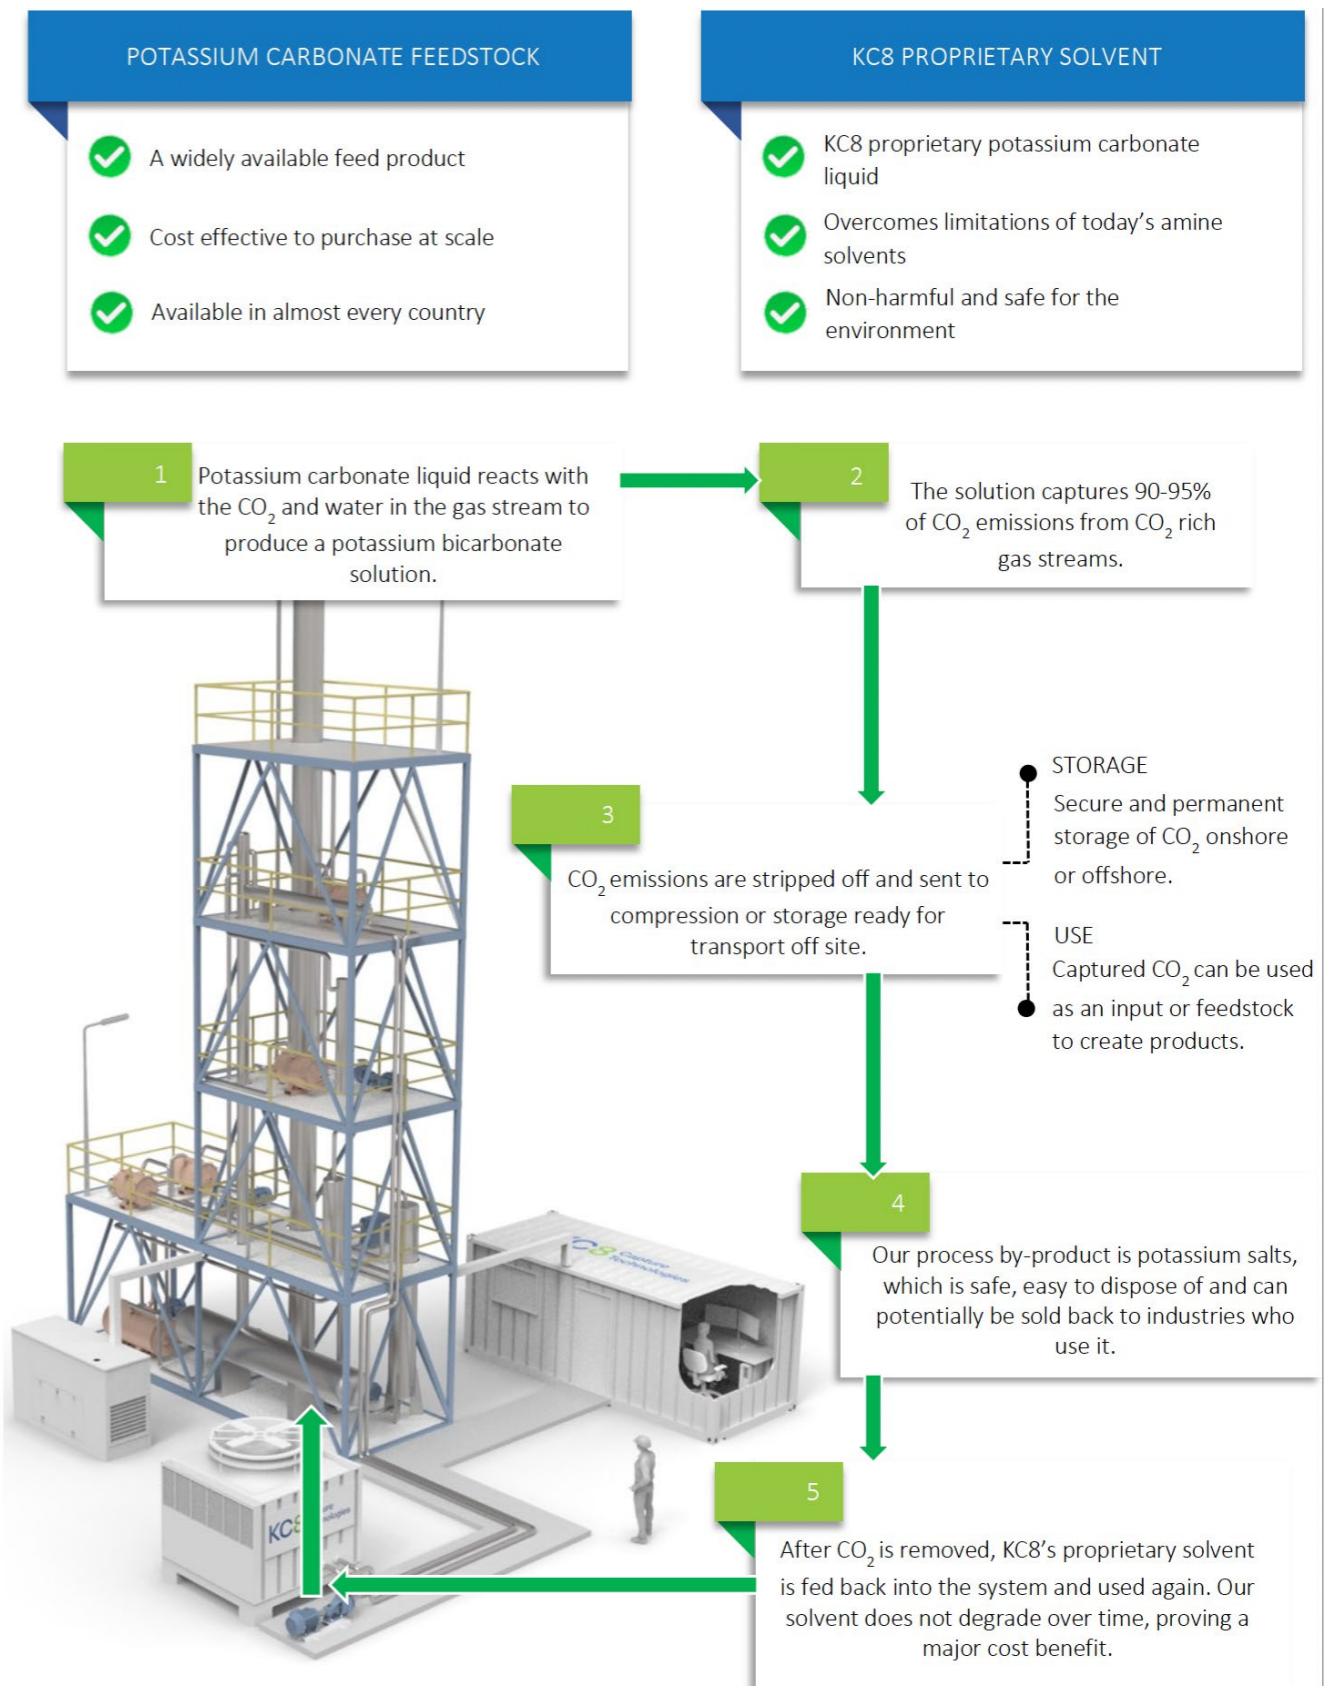 POTASSIUM CARBONATE FEEDSTOCK
A widely available feed product
Cost effective to purchase at scale
Available in almost every country
KC8 PROPRIETARY SOLVENT
KC8 proprietary potassium carbonate
liquid
Overcomes limitations of today’s amine
solvents
Non-harmful and safe for the
environment
1
Potassium carbonate liquid reacts with
the CO₂ and water in the gas stream to
produce a potassium bicarbonate
solution.
2
The solution captures 90-95%
of CO₂ emissions from CO₂ rich
gas streams.
3
CO₂ emissions are stripped off and sent to
compression or storage ready for
transport off site.
STORAGE
Secure and permanent
storage of CO₂ onshore
or offshore.
USE
Captured CO₂ can be used
as an input or feedstock
to create products.
4
Our process by-product is potassium salts,
which is safe, easy to dispose of and can
potentially be sold back to industries who
use it.
5
After CO₂ is removed, KC8’s proprietary solvent
is fed back into the system and used again. Our
solvent does not degrade over time, proving a
major cost benefit.
KC8 Capture
Technologies
KC8